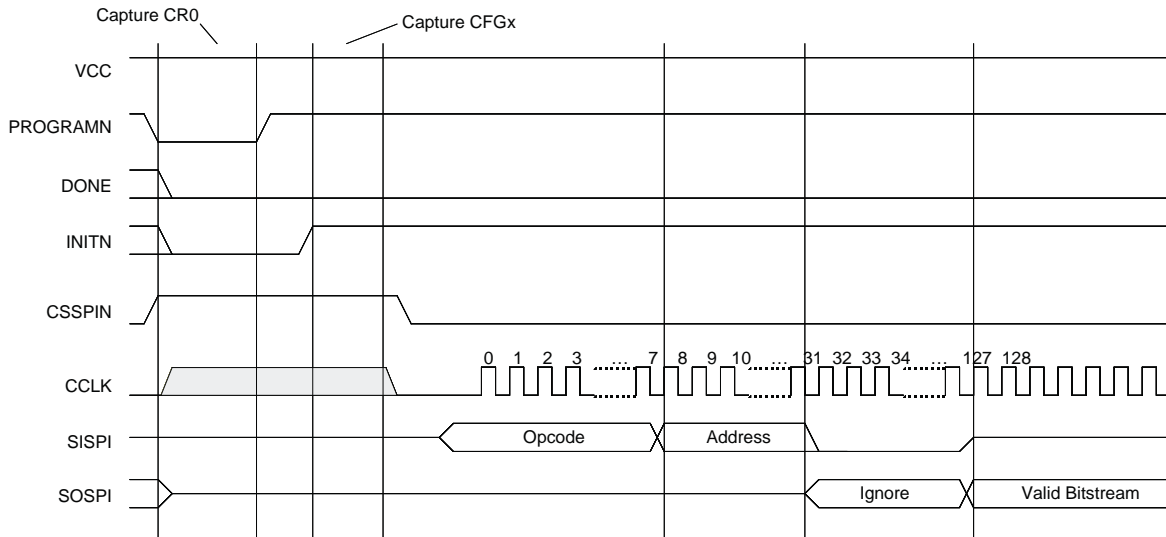 Capture CR0
Capture CFGx
VCC
PROGRAMN
DONE
INITN
CSSPIN
0 1 2 3 ... 7 8 9 10 ... 31 32 33 34 ... 127 128
CCLK
SISPI Opcode Address
SOSPI Ignore Valid Bitstream